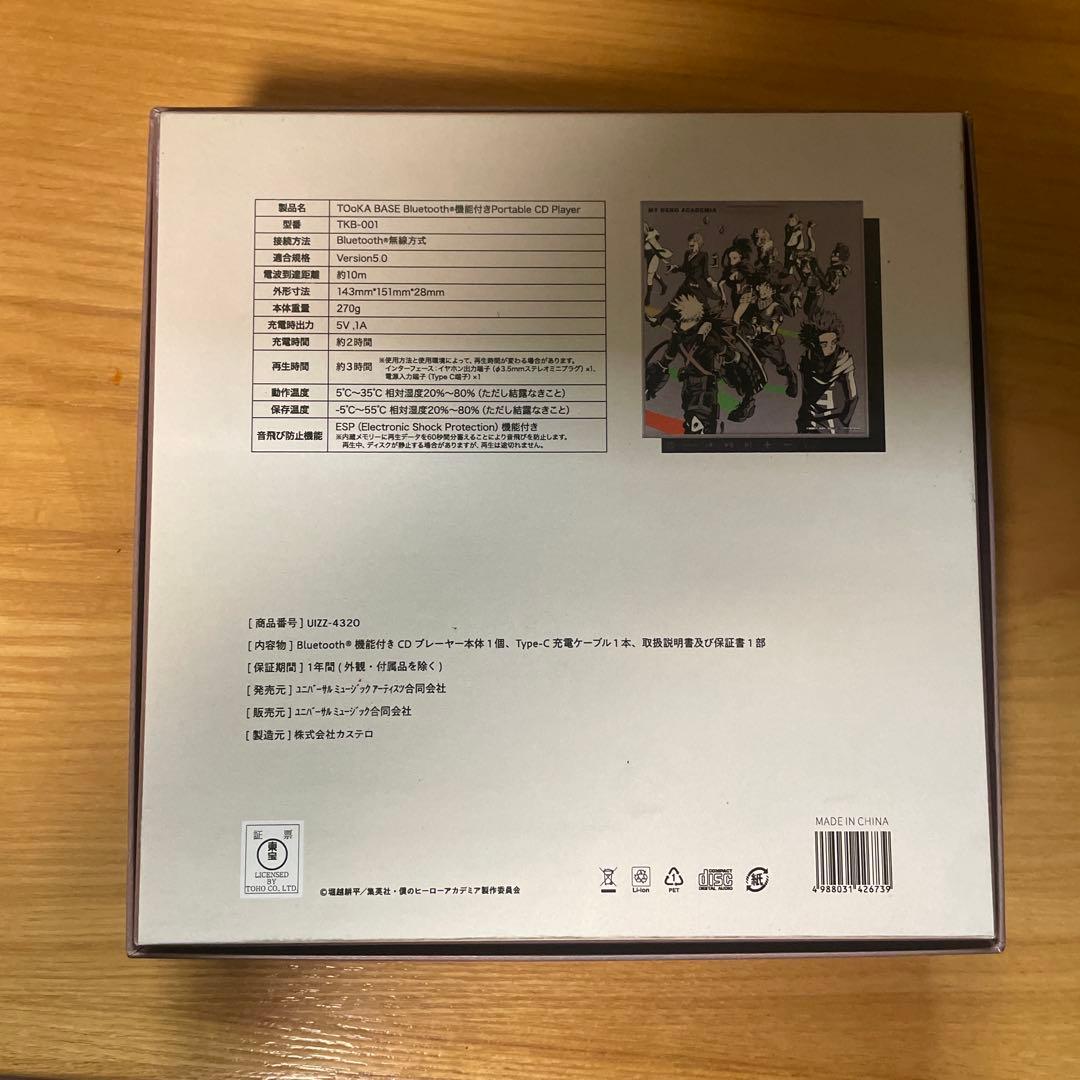 製品名 TOoKA BASE Bluetooth®機能付きPortable CD Player
型番 TKB-001
接続方法 Bluetooth®無線方式
適合規格 Version5.0
電波到達距離 約10m
外形寸法 143mm*151mm*28mm
本体重量 270g
充電時出力 5V ,1A
充電時間 約2時間
再生時間 約3時間 ※使用方法と使用環境によって、再生時間が変わる場合があります。
インターフェース：イヤホン出力端子 (φ3.5mmステレオミニプラグ) ×1、
電源入力端子 (Type C端子) ×1
動作温度 5℃~35℃ 相対湿度20%~80% (ただし結露なきこと)
保存温度 -5℃~55℃ 相対湿度20%~80% (ただし結露なきこと)
音飛び防止機能 ESP (Electronic Shock Protection) 機能付き
※内蔵メモリーに再生データを60秒間分蓄えることにより音飛びを防止します。
再生中、ディスクが静止する場合がありますが、再生は途切れません。
MY HERO ACADEMIA
[ 商品番号 ] UIZZ-4320
[ 内容物 ] Bluetooth® 機能付き CD プレーヤー本体 1 個、Type-C 充電ケーブル 1 本、取扱説明書及び保証書 1 部
[ 保証期間 ] 1年間 ( 外観・付属品を除く )
[ 発売元 ] ﾕﾆﾊﾞｰｻﾙ ﾐｭｰｼﾞｯｸ ｱｰﾃｨｽﾂ合同会社
[ 販売元 ] ﾕﾆﾊﾞｰｻﾙ ﾐｭｰｼﾞｯｸ合同会社
[ 製造元 ] 株式会社カステロ
証 票
東宝
LICENSED
BY
TOHO CO., LTD.
©堀越耕平／集英社・僕のヒーローアカデミア製作委員会
Li-ion
1
PET
COMPACT
disc
DIGITAL AUDIO
紙
MADE IN CHINA
4 988031 426739